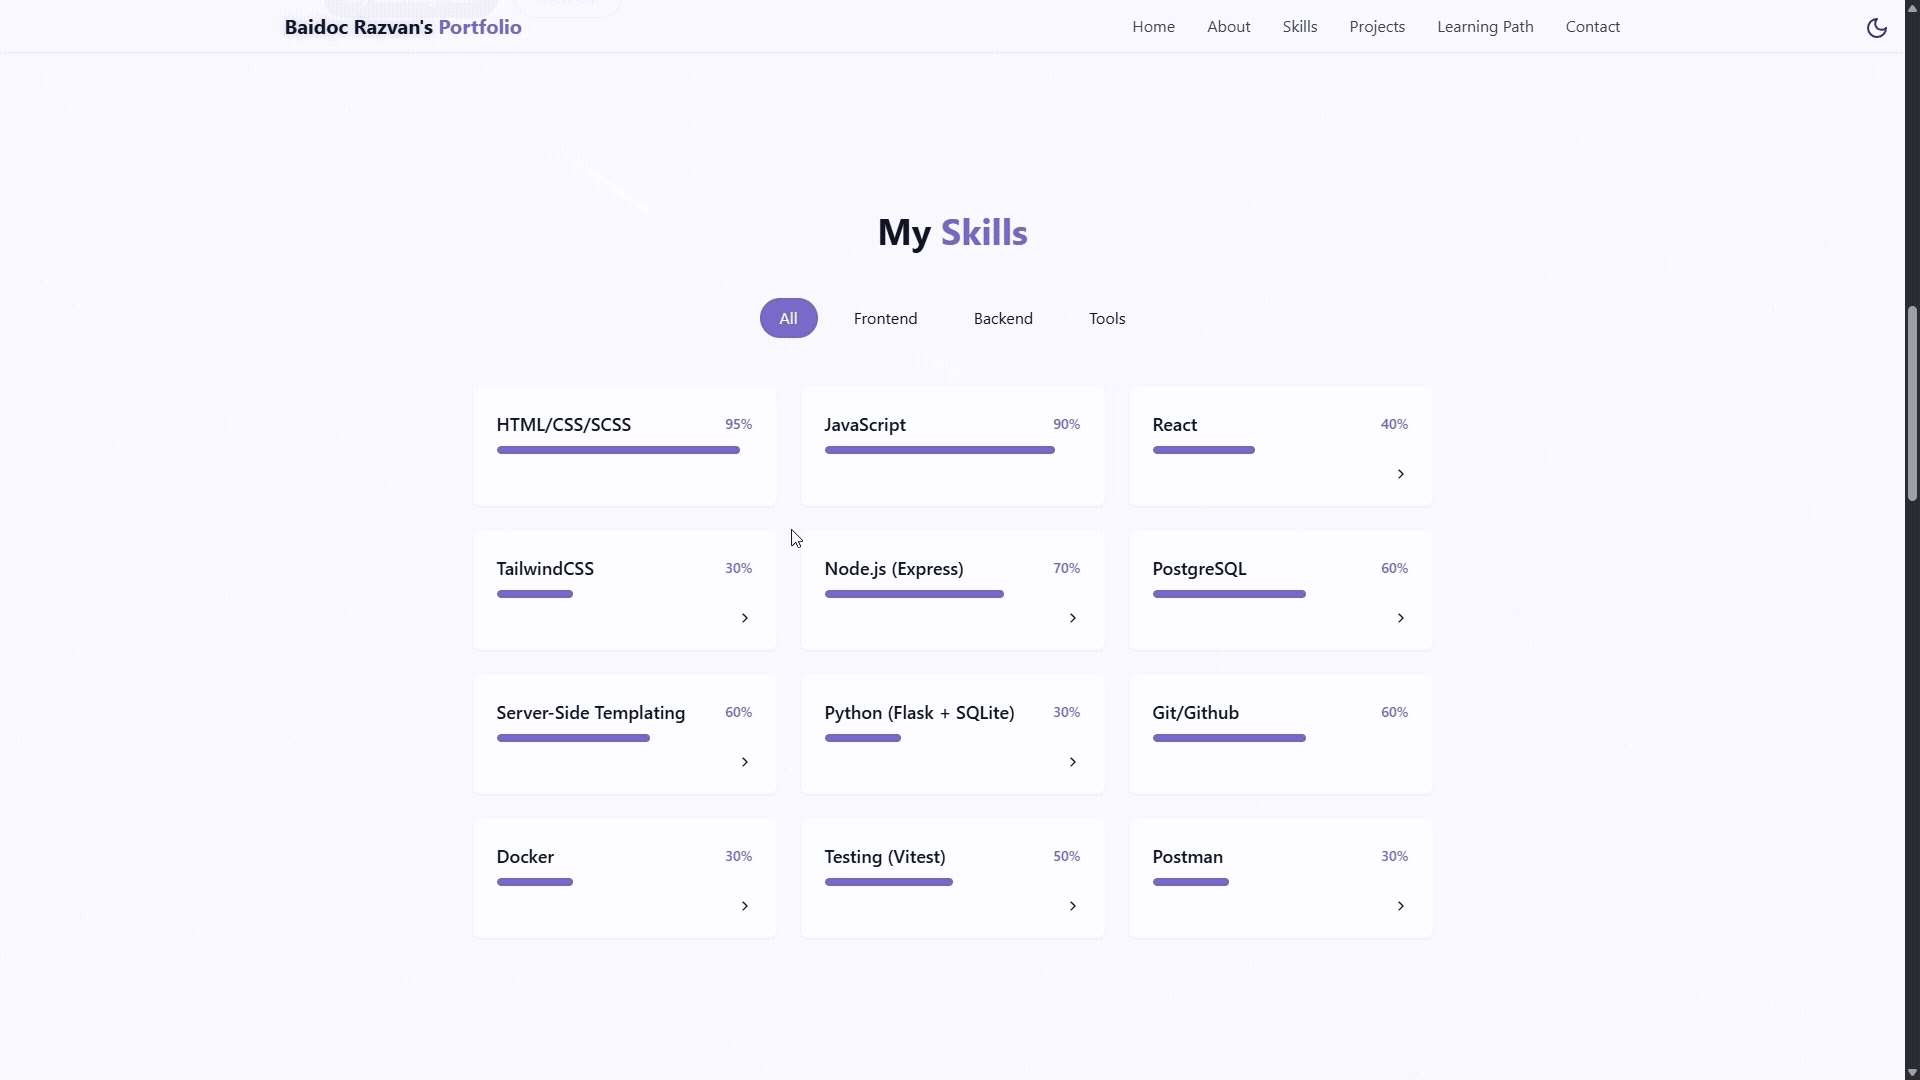 Baidoc Razvan's Portfolio
Home About Skills Projects Learning Path Contact
My Skills
All Frontend Backend Tools
HTML/CSS/SCSS 95%
JavaScript 90%
React 40%
TailwindCSS 30%
Node.js (Express) 70%
PostgreSQL 60%
Server-Side Templating 60%
Python (Flask + SQLite) 30%
Git/Github 60%
Docker 30%
Testing (Vitest) 50%
Postman 30%